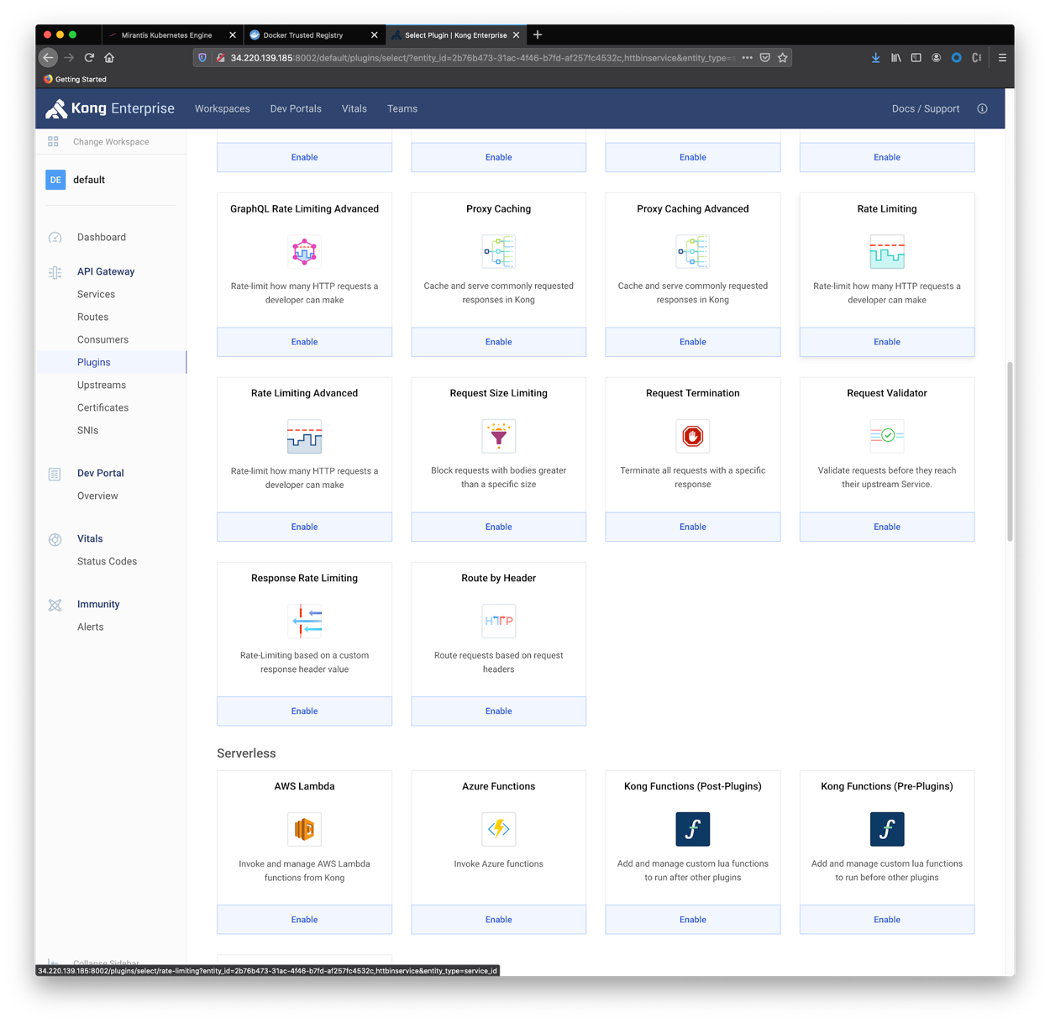 Mirantis Kubernetes Engine
Docker Trusted Registry
Select Plugin | Kong Enterprise
34.220.139.185:8002/default/plugins/select/?entity_id=2b76b473-31ac-4f46-b7fd-af257fc4532c,httbinservice&entity_type=s
Getting Started
Kong Enterprise
Workspaces
Dev Portals
Vitals
Teams
Docs / Support
Change Workspace
DE
default
Dashboard
API Gateway
Services
Routes
Consumers
Plugins
Upstreams
Certificates
SNIs
Dev Portal
Overview
Vitals
Status Codes
Immunity
Alerts
Collapse Sidebar
Enable
Enable
Enable
Enable
GraphQL Rate Limiting Advanced
Rate-limit how many HTTP requests a
developer can make
Enable
Proxy Caching
Cache and serve commonly requested
responses in Kong
Enable
Proxy Caching Advanced
Cache and serve commonly requested
responses in Kong
Enable
Rate Limiting
Rate-limit how many HTTP requests a
developer can make
Enable
Rate Limiting Advanced
Rate-limit how many HTTP requests a
developer can make
Enable
Request Size Limiting
Block requests with bodies greater
than a specific size
Enable
Request Termination
Terminate all requests with a specific
response
Enable
Request Validator
Validate requests before they reach
their upstream Service.
Enable
Response Rate Limiting
Rate-Limiting based on a custom
response header value
Enable
Route by Header
HTTP
Route requests based on request
headers
Enable
Serverless
AWS Lambda
Invoke and manage AWS Lambda
functions from Kong
Enable
Azure Functions
Invoke Azure functions
Enable
Kong Functions (Post-Plugins)
f
Add and manage custom lua functions
to run after other plugins
Enable
Kong Functions (Pre-Plugins)
f
Add and manage custom lua functions
to run before other plugins
Enable
34.220.139.185:8002/plugins/select/rate-limiting?entity_id=2b76b473-31ac-4f46-b7fd-af257fc4532c,httbinservice&entity_type=service_id